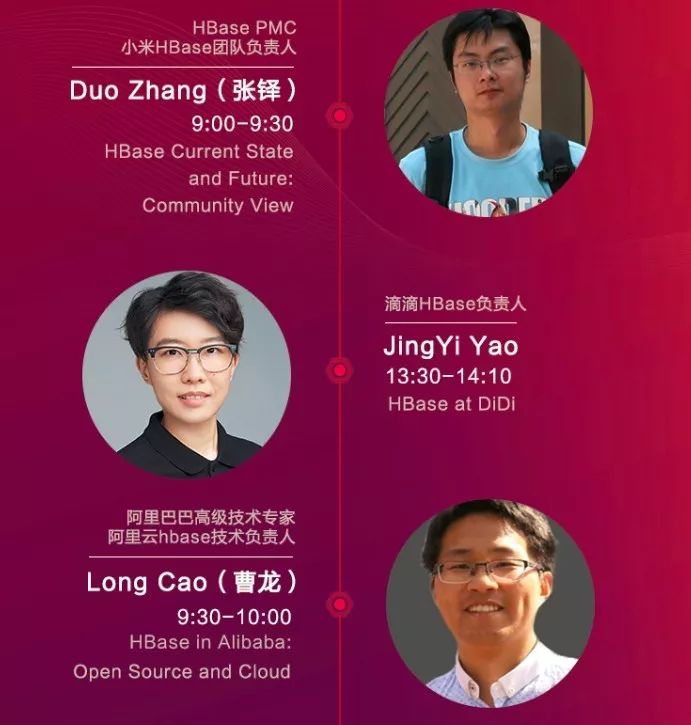 HBase PMC
小米HBase团队负责人
Duo Zhang（张铎）
9:00-9:30
HBase Current State
and Future:
Community View
滴滴HBase负责人
JingYi Yao
13:30-14:10
HBase at DiDi
阿里巴巴高级技术专家
阿里云hbase技术负责人
Long Cao（曹龙）
9:30-10:00
HBase in Alibaba:
Open Source and Cloud